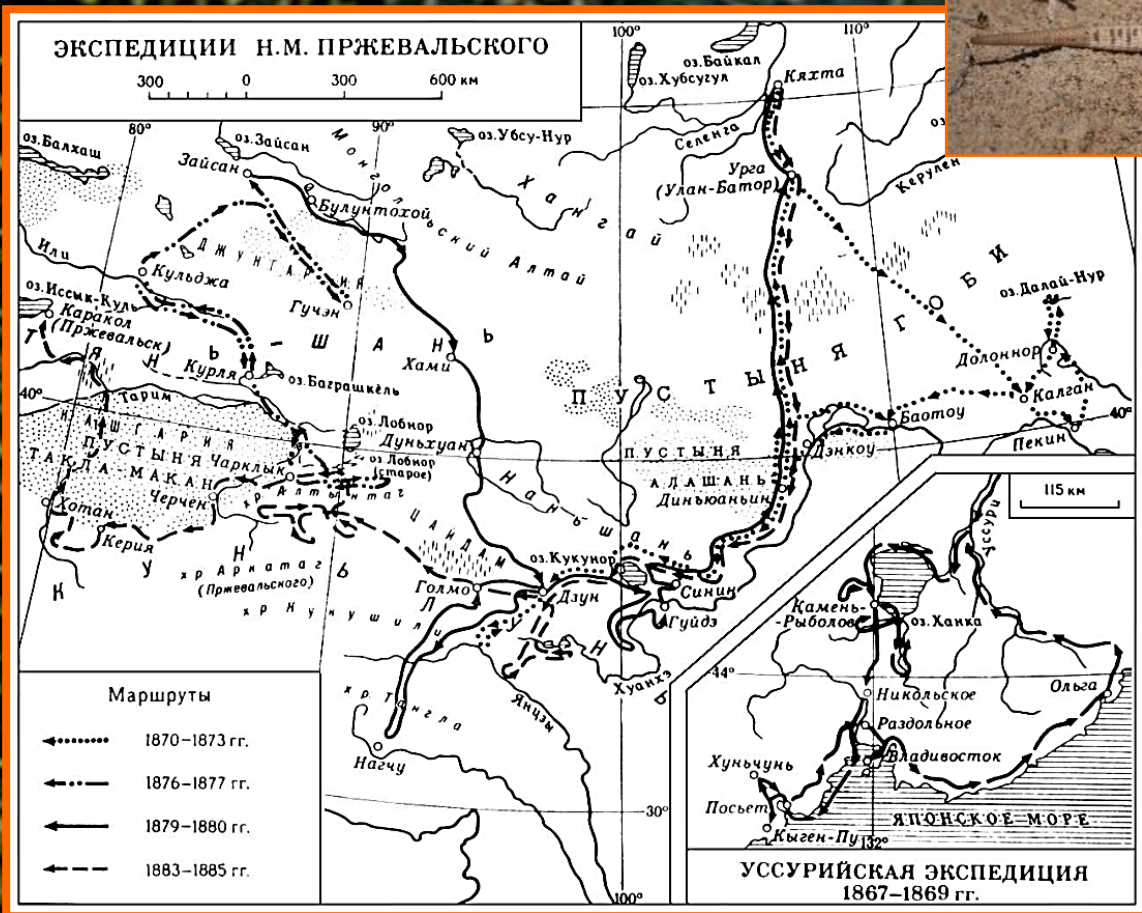 ЭКСПЕДИЦИИ Н.М. ПРЖЕВАЛЬСКОГО
300 0 300 600 км
80°
90°
100°
110°
оз.Балхаш
оз.Зайсан
Зайсан
Монгольский Алтай
оз.Убсу-Нур
оз.Хубсугул
оз.Байкал
Кяхта
Селенга
Урга
(Улан-Батор)
Керулен
Хангай
Булунтохой
ДЖУНГАРИЯ
Или
Кульджа
Гучэн
оз.Иссык-Куль
Каракол
(Пржевальск)
ТЯНЬ-ШАНЬ
Хами
Курля
оз.Баграшкёль
40°
Тарим
КАШГАРИЯ
ПУСТЫНЯ
ТАКЛА-МАКАН
Чарклык
оз.Лобнор
оз.Лобнор
(старое)
Дуньхуан
Черчен
хр Алтынтаг
Хотан
Керия
КУНЬЛУНЬ
хр Аркатаг
(Пржевальского)
хр Кукушили
ЦАЙДАМ
Нань-шань
ПУСТЫНЯ ГОБИ
оз.Далай-Нур
Долоннор
Калган
40°
Пекин
Баотоу
Дэнкоу
ПУСТЫНЯ
АЛАШАНЬ
Диньюаньин
оз.Кукунор
Синин
Гуйдэ
Дзун
Голмо
Хуанхэ
Янцзы
хр Тангла
Нагчу
30°
100°
Маршруты
1870–1873 гг.
1876–1877 гг.
1879–1880 гг.
1883–1885 гг.
115 км
Уссури
Камень-
-Рыболов
оз.Ханка
44°
Никольское
Ольга
Раздольное
Владивосток
Хуньчунь
Посьет
Кыген-Пу
ЯПОНСКОЕ МОРЕ
132°
УССУРИЙСКАЯ ЭКСПЕДИЦИЯ
1867–1869 гг.